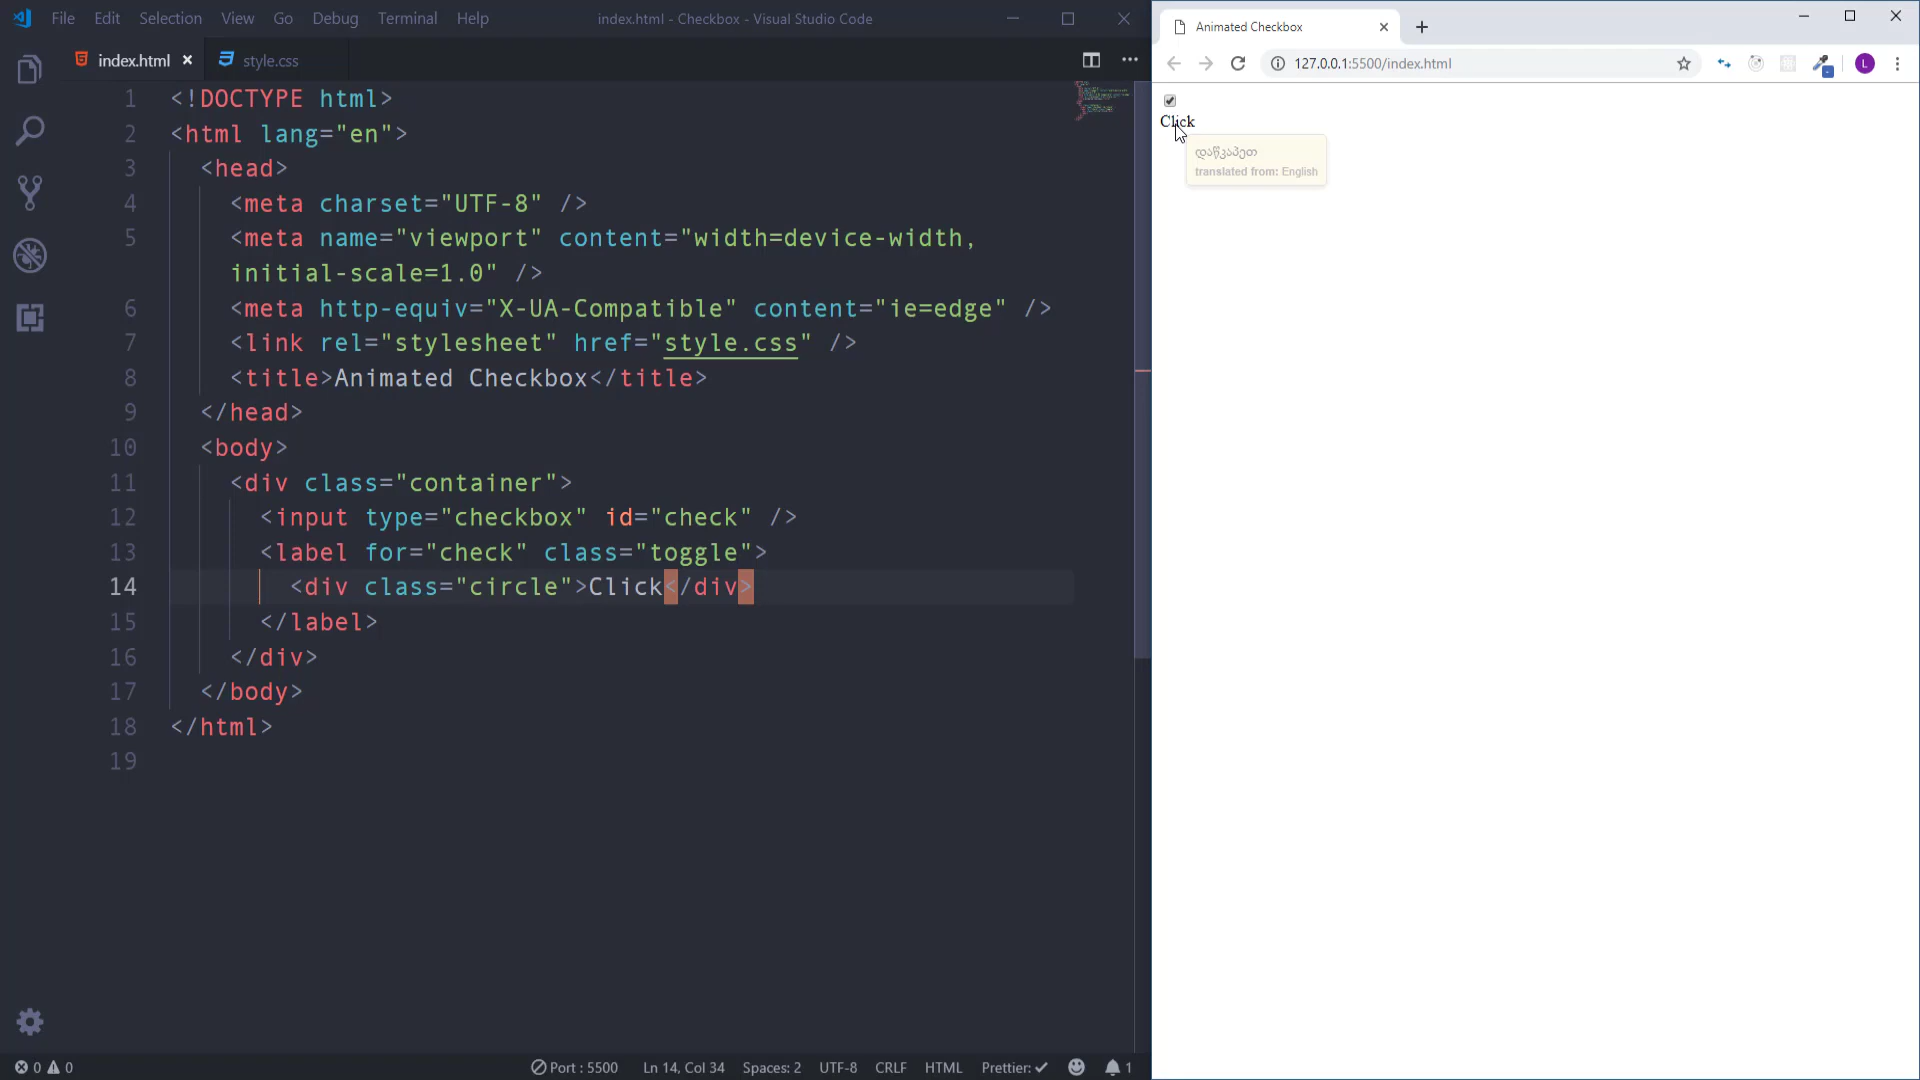 File Edit Selection View Go Debug Terminal Help
index.html - Checkbox - Visual Studio Code
index.html
style.css
1 <!DOCTYPE html>
2 <html lang="en">
3 <head>
4 <meta charset="UTF-8" />
5 <meta name="viewport" content="width=device-width,
initial-scale=1.0" />
6 <meta http-equiv="X-UA-Compatible" content="ie=edge" />
7 <link rel="stylesheet" href="style.css" />
8 <title>Animated Checkbox</title>
9 </head>
10 <body>
11 <div class="container">
12 <input type="checkbox" id="check" />
13 <label for="check" class="toggle">
14 <div class="circle">Click</div>
15 </label>
16 </div>
17 </body>
18 </html>
19
0 0 Port : 5500 Ln 14, Col 34 Spaces: 2 UTF-8 CRLF HTML Prettier: 1
Animated Checkbox
127.0.0.1:5500/index.html
L
Click
დაწკაპეთ
translated from: English